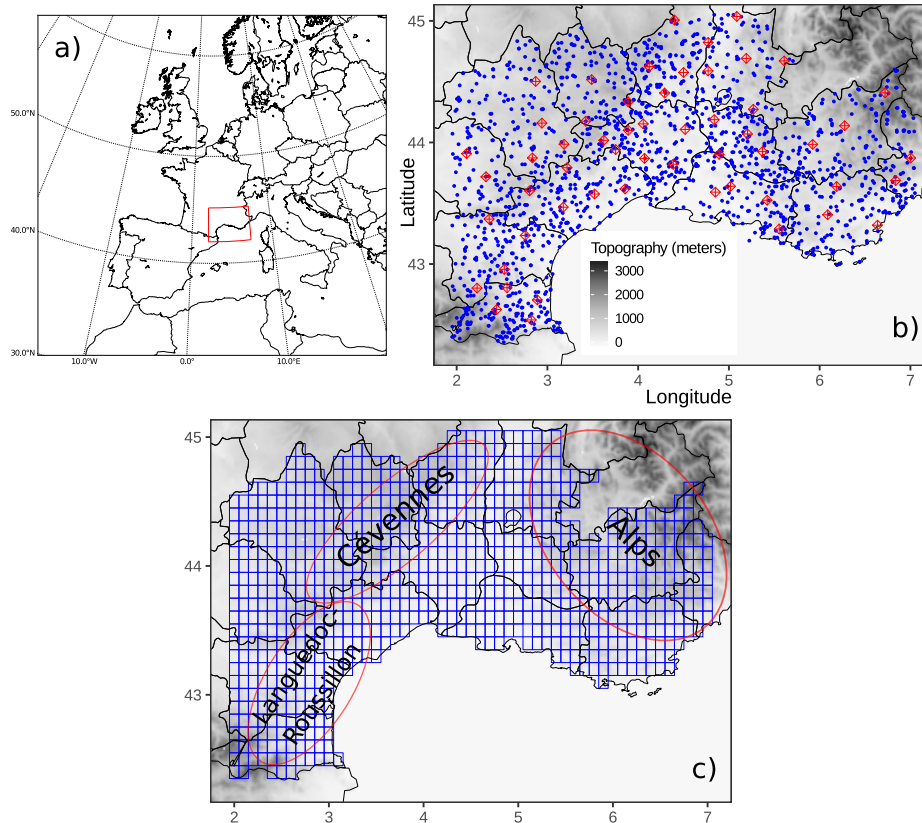 a)
50.0°N
40.0°N
30.0°N
10.0°W
0.0°
10.0°E
45
44
43
Latitude
Topography (meters)
3000
2000
1000
0
b)
2
3
4
5
6
7
Longitude
45
44
43
Cévennes
Alps
Languedoc-
Roussillon
c)
2
3
4
5
6
7